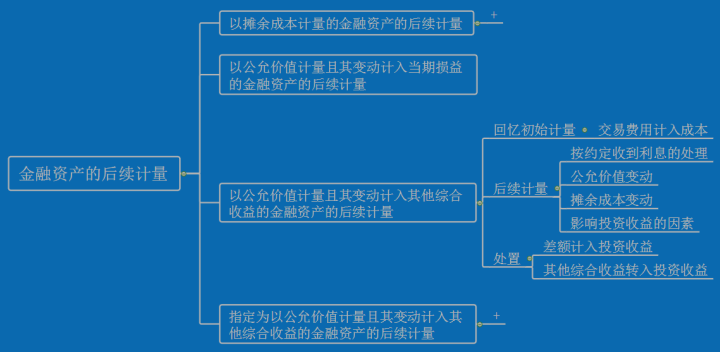 以摊余成本计量的金融资产的后续计量
+
以公允价值计量且其变动计入当期损益
的金融资产的后续计量
金融资产的后续计量
以公允价值计量且其变动计入其他综合
收益的金融资产的后续计量
回忆初始计量
交易费用计入成本
后续计量
按约定收到利息的处理
公允价值变动
摊余成本变动
影响投资收益的因素
处置
差额计入投资收益
其他综合收益转入投资收益
指定为以公允价值计量且其变动计入其
他综合收益的金融资产的后续计量
+